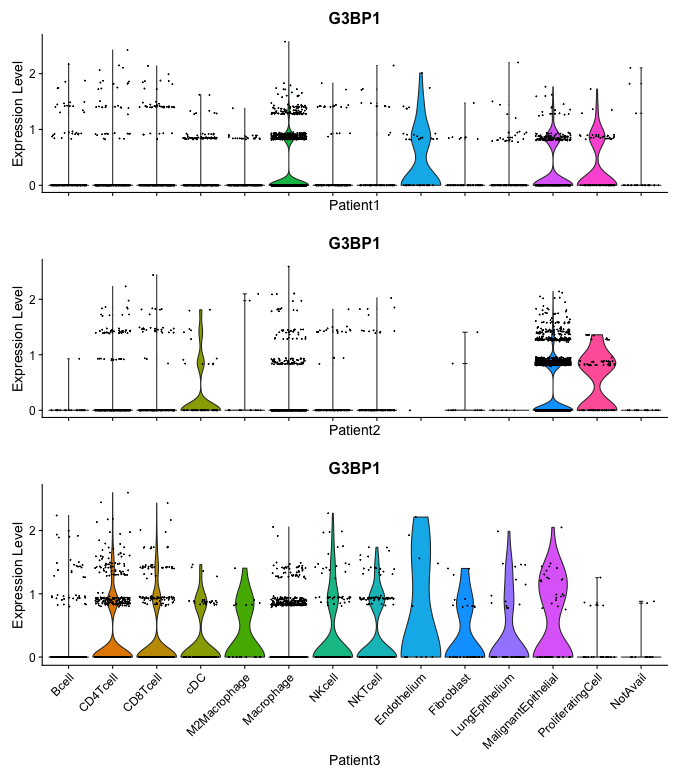 G3BP1
Expression Level
2
1
0
Patient1
G3BP1
Expression Level
2
1
0
Patient2
G3BP1
Expression Level
2
1
0
Bcell
CD4Tcell
CD8Tcell
cDC
M2Macrophage
Macrophage
NKcell
NKTcell
Endothelium
Fibroblast
LungEpithelium
MalignantEpithelial
ProliferatingCell
NotAvail
Patient3